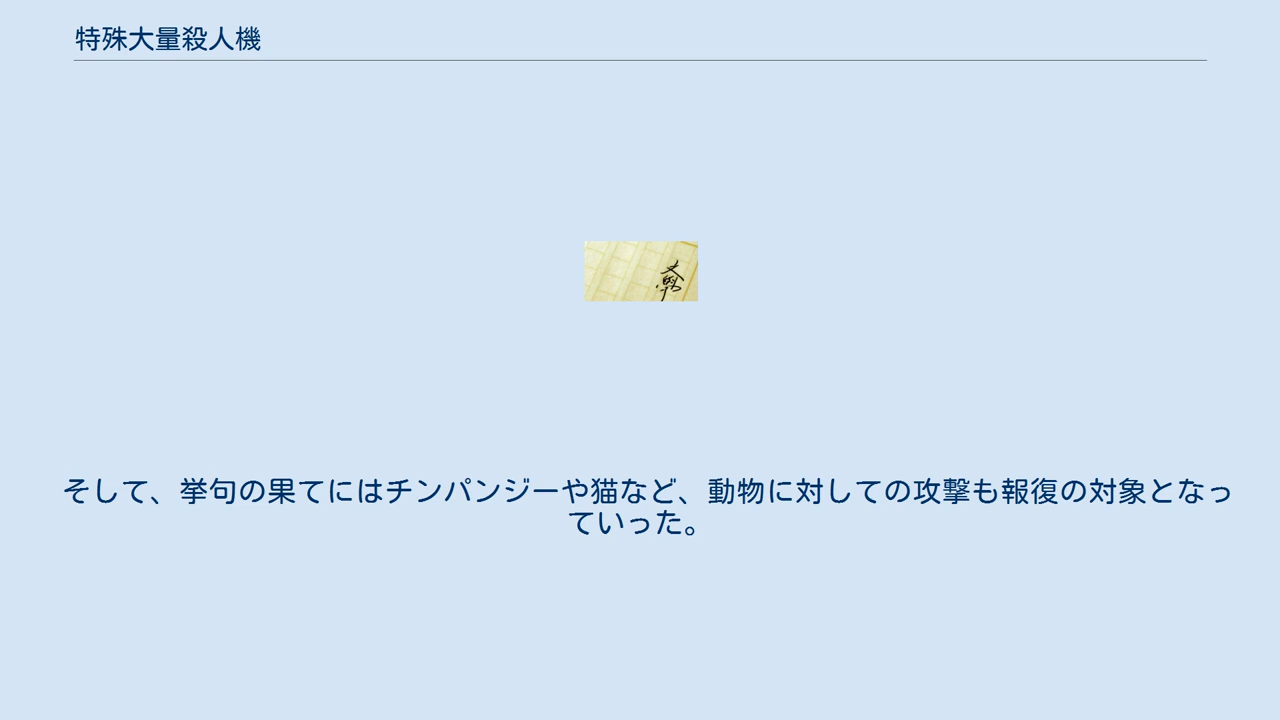 特殊大量殺人機
そして、挙句の果てにはチンパンジーや猫など、動物に対しての攻撃も報復の対象となっ
ていった。